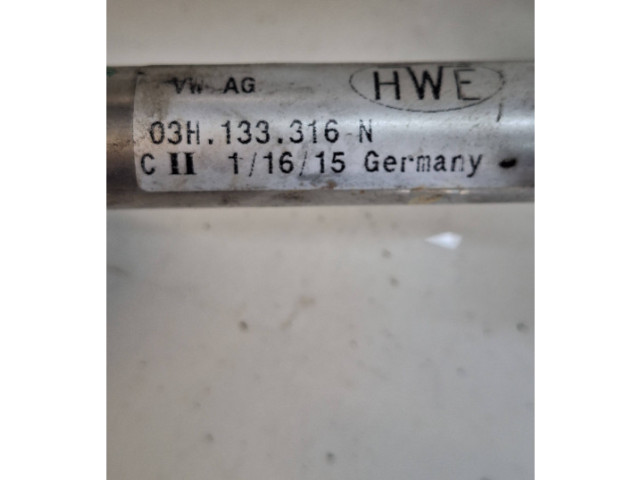 VW AG HWE
03H.133.316 N
C II 1/16/15 Germany